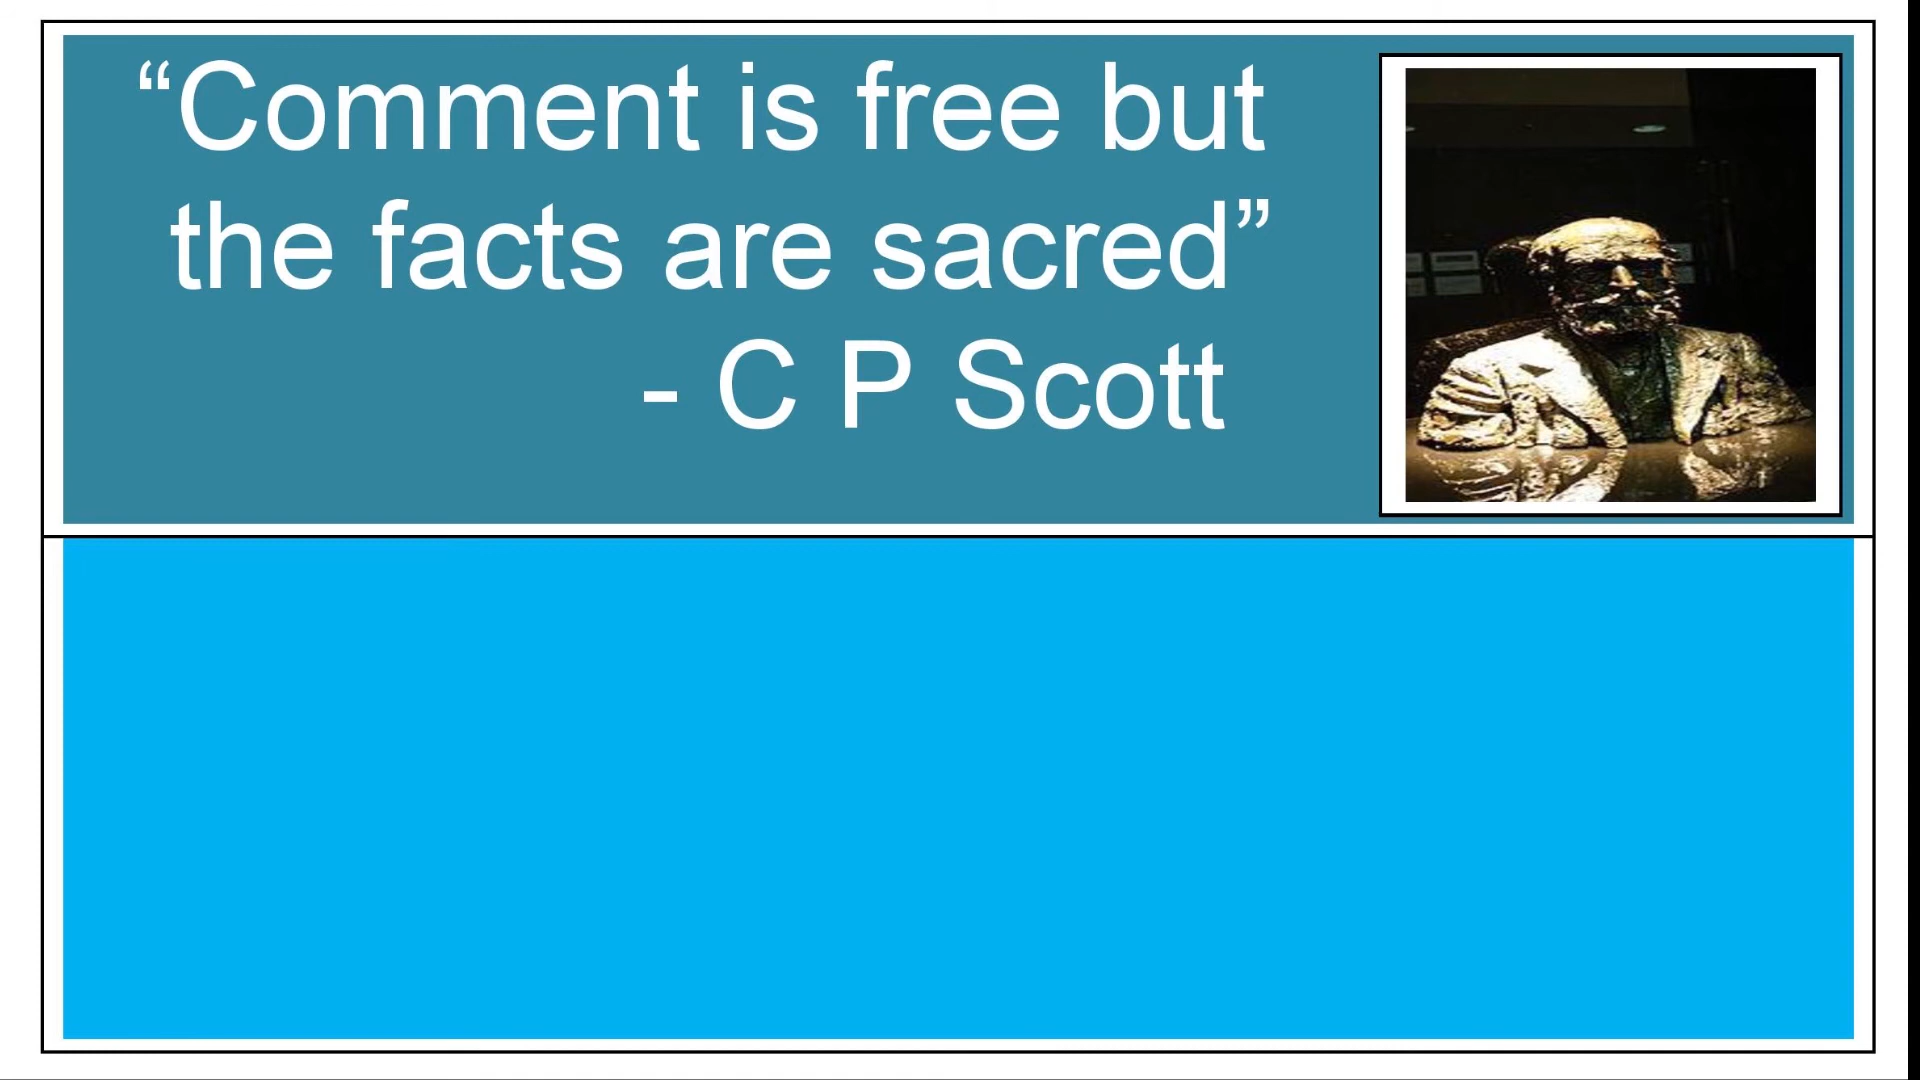 “Comment is free but
the facts are sacred”
- C P Scott